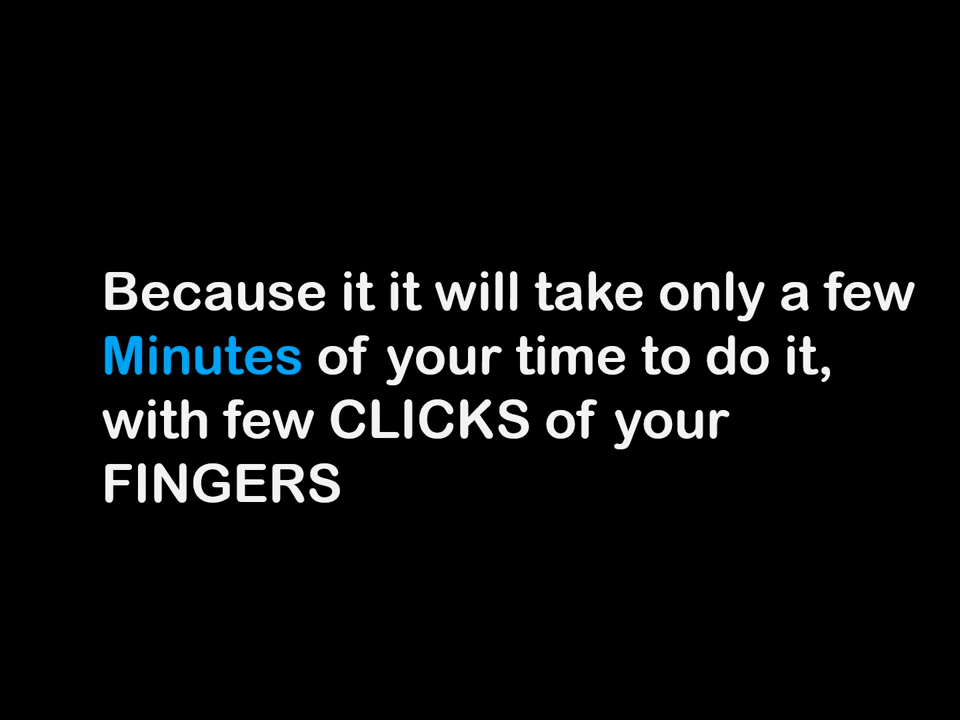 Because it it will take only a few
Minutes of your time to do it,
with few CLICKS of your
FINGERS